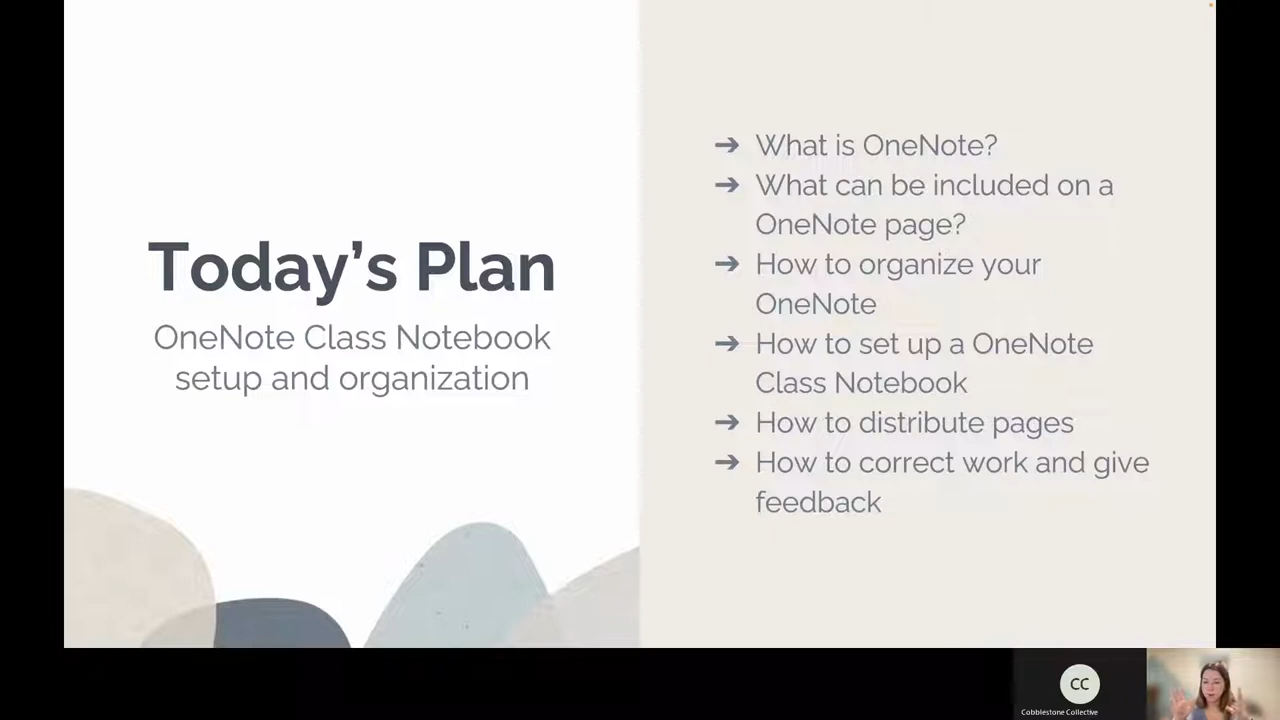 Today's Plan
OneNote Class Notebook
setup and organization
➔ What is OneNote?
➔ What can be included on a
OneNote page?
➔ How to organize your
OneNote
➔ How to set up a OneNote
Class Notebook
➔ How to distribute pages
➔ How to correct work and give
feedback
CC
Cobblestone Collective